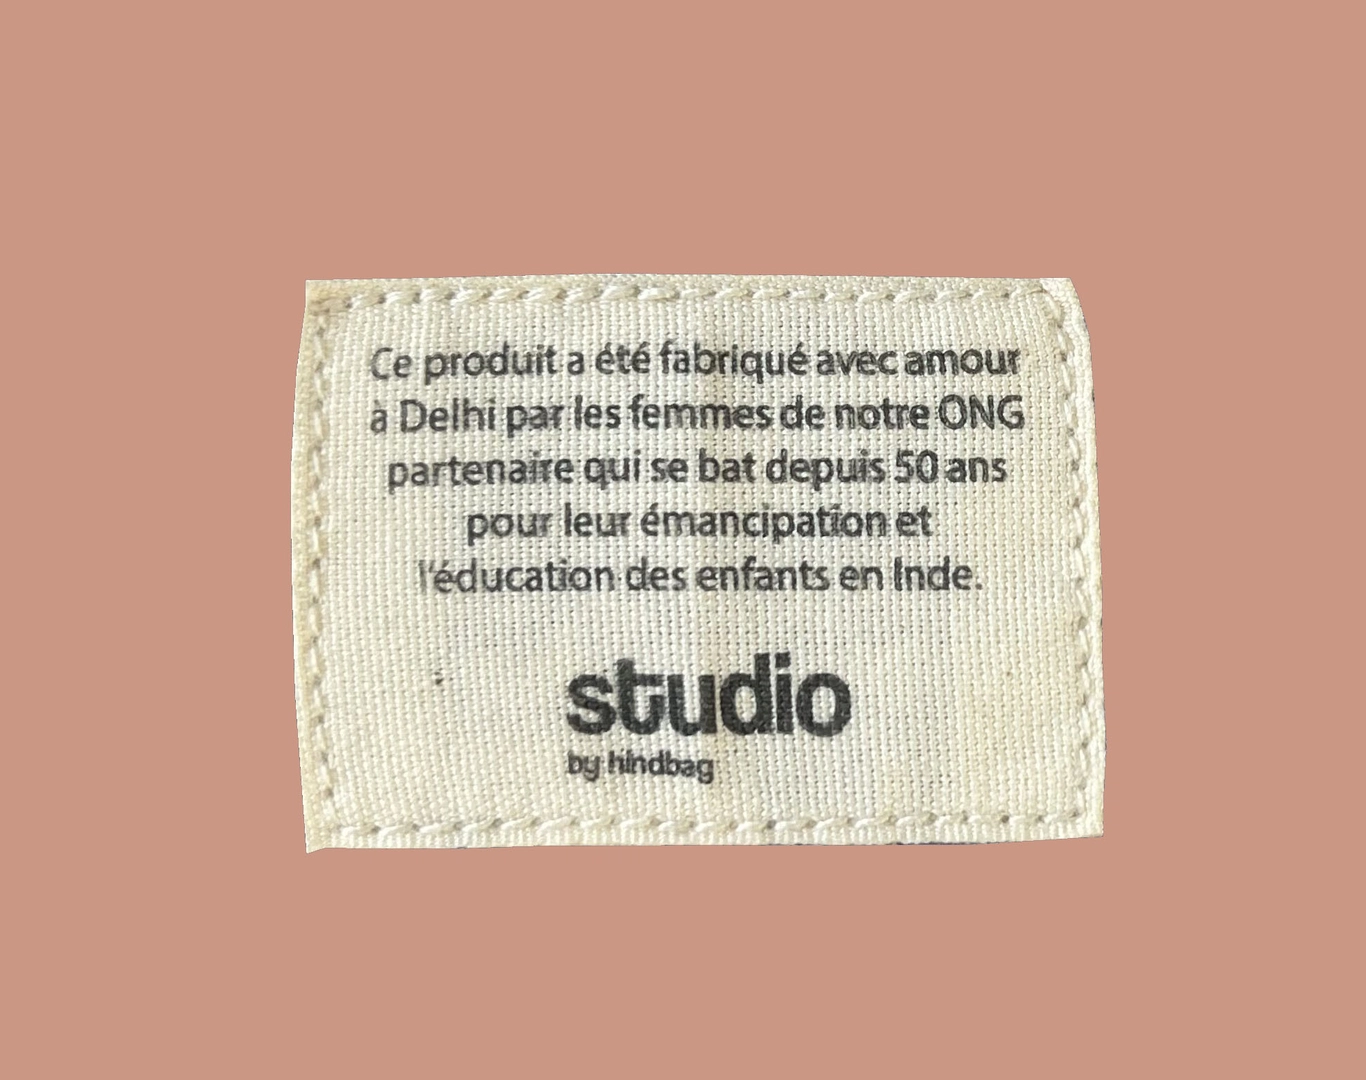 Ce produit a été fabriqué avec amour
à Delhi par les femmes de notre ONG
partenaire qui se bat depuis 50 ans
pour leur émancipation et
l'éducation des enfants en Inde.
studio
by hindbag